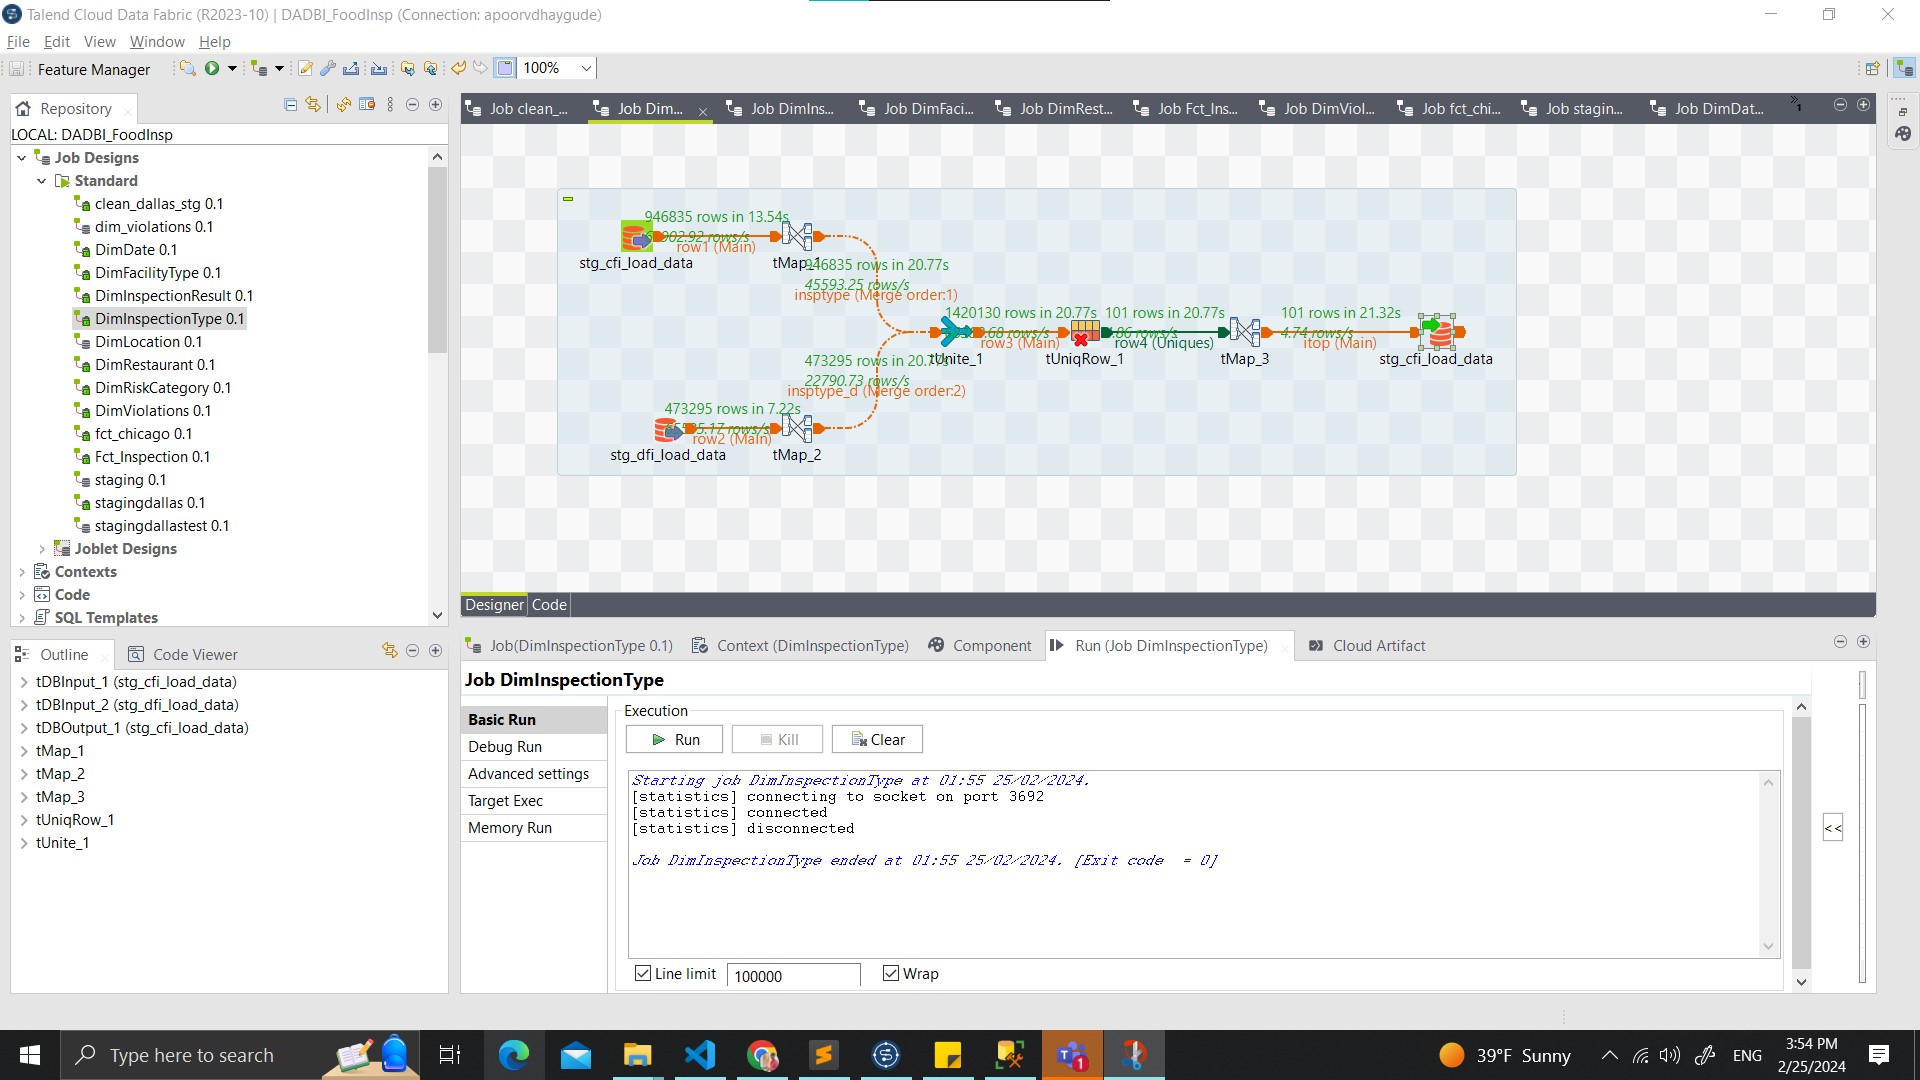 Talend Cloud Data Fabric (R2023-10) | DADBI_FoodInsp (Connection: apoorvdhaygude)
File Edit View Window Help
Feature Manager
100%
Repository
LOCAL: DADBI_FoodInsp
Job Designs
Standard
clean_dallas_stg 0.1
dim_violations 0.1
DimDate 0.1
DimFacilityType 0.1
DimInspectionResult 0.1
DimInspectionType 0.1
DimLocation 0.1
DimRestaurant 0.1
DimRiskCategory 0.1
DimViolations 0.1
fct_chicago 0.1
Fct_Inspection 0.1
staging 0.1
stagingdallas 0.1
stagingdallastest 0.1
Joblet Designs
Contexts
Code
SQL Templates
Job clean_... Job Dim... Job DimIns... Job DimFaci... Job DimRest... Job Fct_Ins... Job DimViol... Job fct_chi... Job stagin... Job DimDat... 1
946835 rows in 13.54s
row1 (Main)
stg_cfi_load_data
tMap_1
946835 rows in 20.77s
45593.25 rows/s
insptype (Merge order:1)
1420130 rows in 20.77s
row3 (Main)
tUnite_1
101 rows in 20.77s
row4 (Uniques)
tUniqRow_1
tMap_3
101 rows in 21.32s
4.74 rows/s
itop (Main)
stg_cfi_load_data
473295 rows in 20.77s
22790.73 rows/s
insptype_d (Merge order:2)
473295 rows in 7.22s
row2 (Main)
stg_dfi_load_data
tMap_2
Designer Code
Outline
Code Viewer
tDBInput_1 (stg_cfi_load_data)
tDBInput_2 (stg_dfi_load_data)
tDBOutput_1 (stg_cfi_load_data)
tMap_1
tMap_2
tMap_3
tUniqRow_1
tUnite_1
Job(DimInspectionType 0.1) Context (DimInspectionType) Component Run (Job DimInspectionType) Cloud Artifact
Job DimInspectionType
Basic Run
Debug Run
Advanced settings
Target Exec
Memory Run
Execution
Run Kill Clear
Starting job DimInspectionType at 01:55 25/02/2024.
[statistics] connecting to socket on port 3692
[statistics] connected
[statistics] disconnected
Job DimInspectionType ended at 01:55 25/02/2024. [Exit code  = 0]
Line limit 100000 Wrap
<<
Type here to search
1
39°F Sunny
ENG
3:54 PM
2/25/2024